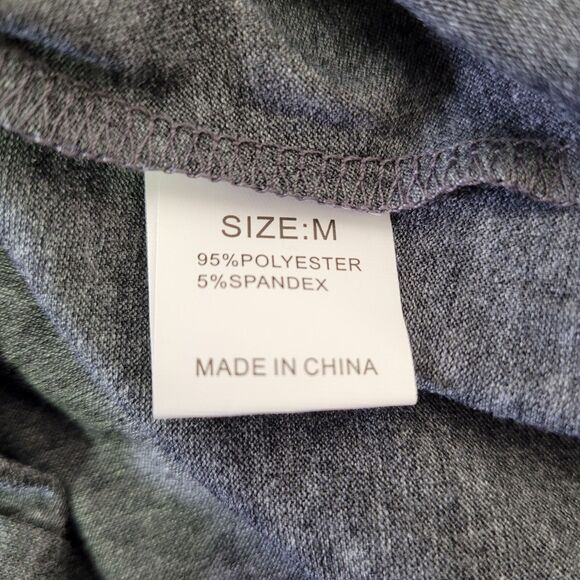 SIZE:M
95%POLYESTER
5%SPANDEX
MADE IN CHINA